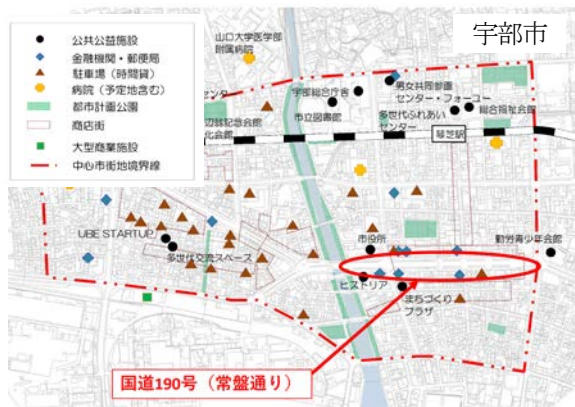 宇部市
公共公益施設
金融機関・郵便局
駐車場（時間貸）
病院（予定地含む）
都市計画公園
商店街
大型商業施設
中心市街地境界線
山口大学医学部
附属病院
センター
宇部総合庁舎
男女共同参画
センター・フォーユー
市立図書館
多世代ふれあい
センター
総合福祉会館
琴芝駅
UBE STARTUP
多世代交流スペース
市役所
勤労青少年会館
ヒストリア
まちづくり
プラザ
国道190号（常盤通り）